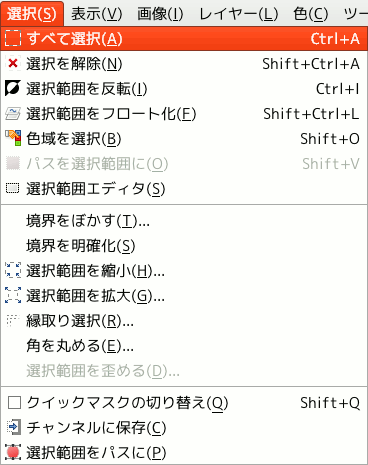 選択(S) 表示(V) 画像(I) レイヤー(L) 色(C) ツー
すべて選択(A) Ctrl+A
選択を解除(N) Shift+Ctrl+A
選択範囲を反転(I) Ctrl+I
選択範囲をフロート化(F) Shift+Ctrl+L
色域を選択(B) Shift+O
パスを選択範囲に(O) Shift+V
選択範囲エディタ(S)
境界をぼかす(T)...
境界を明確化(S)
選択範囲を縮小(H)...
選択範囲を拡大(G)...
縁取り選択(R)...
角を丸める(E)...
選択範囲を歪める(D)...
クイックマスクの切り替え(Q) Shift+Q
チャンネルに保存(C)
選択範囲をパスに(P)